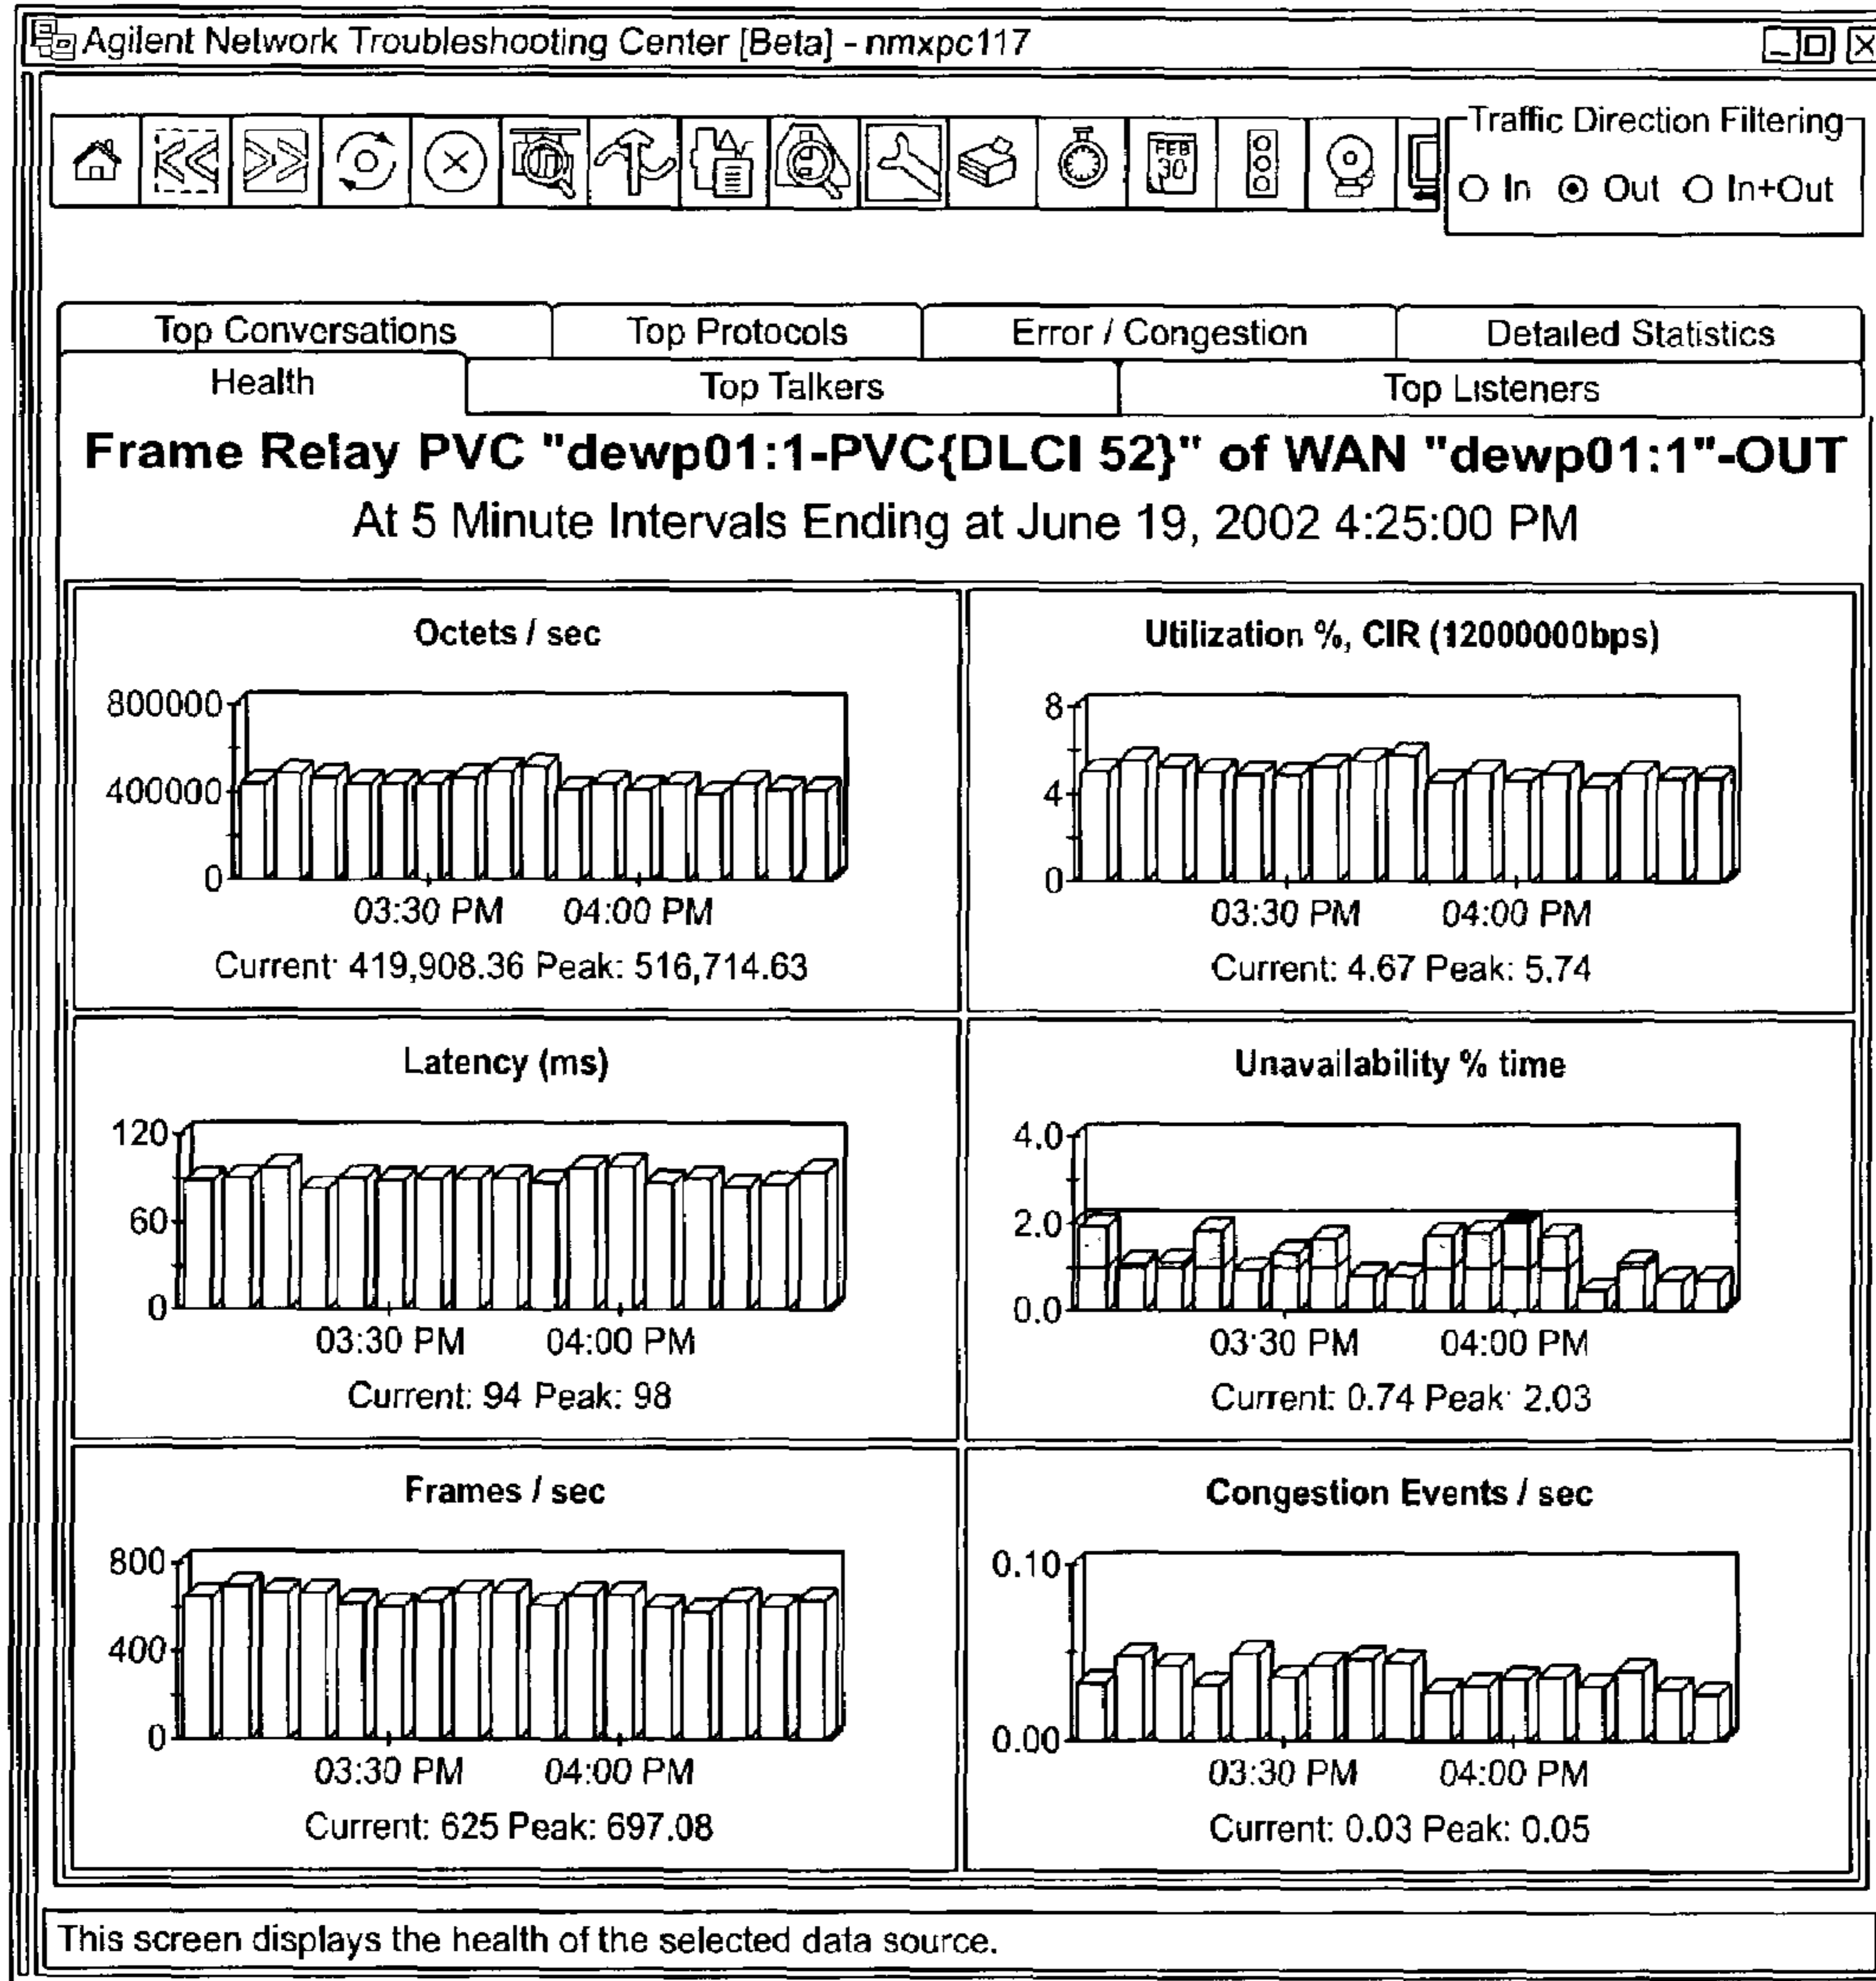 Agilent Network Troubleshooting Center [Beta] - nmxpc117
Traffic Direction Filtering
In Out In+Out
FEB
30
Top Conversations Top Protocols Error / Congestion Detailed Statistics
Health Top Talkers Top Listeners
Frame Relay PVC "dewp01:1-PVC{DLCI 52}" of WAN "dewp01:1"-OUT
At 5 Minute Intervals Ending at June 19, 2002 4:25:00 PM
Octets / sec
800000
400000
0
03:30 PM 04:00 PM
Current: 419,908.36 Peak: 516,714.63
Utilization %, CIR (12000000bps)
8
4
0
03:30 PM 04:00 PM
Current: 4.67 Peak: 5.74
Latency (ms)
120
60
0
03:30 PM 04:00 PM
Current: 94 Peak: 98
Unavailability % time
4.0
2.0
0.0
03:30 PM 04:00 PM
Current: 0.74 Peak: 2.03
Frames / sec
800
400
0
03:30 PM 04:00 PM
Current: 625 Peak: 697.08
Congestion Events / sec
0.10
0.00
03:30 PM 04:00 PM
Current: 0.03 Peak: 0.05
This screen displays the health of the selected data source.